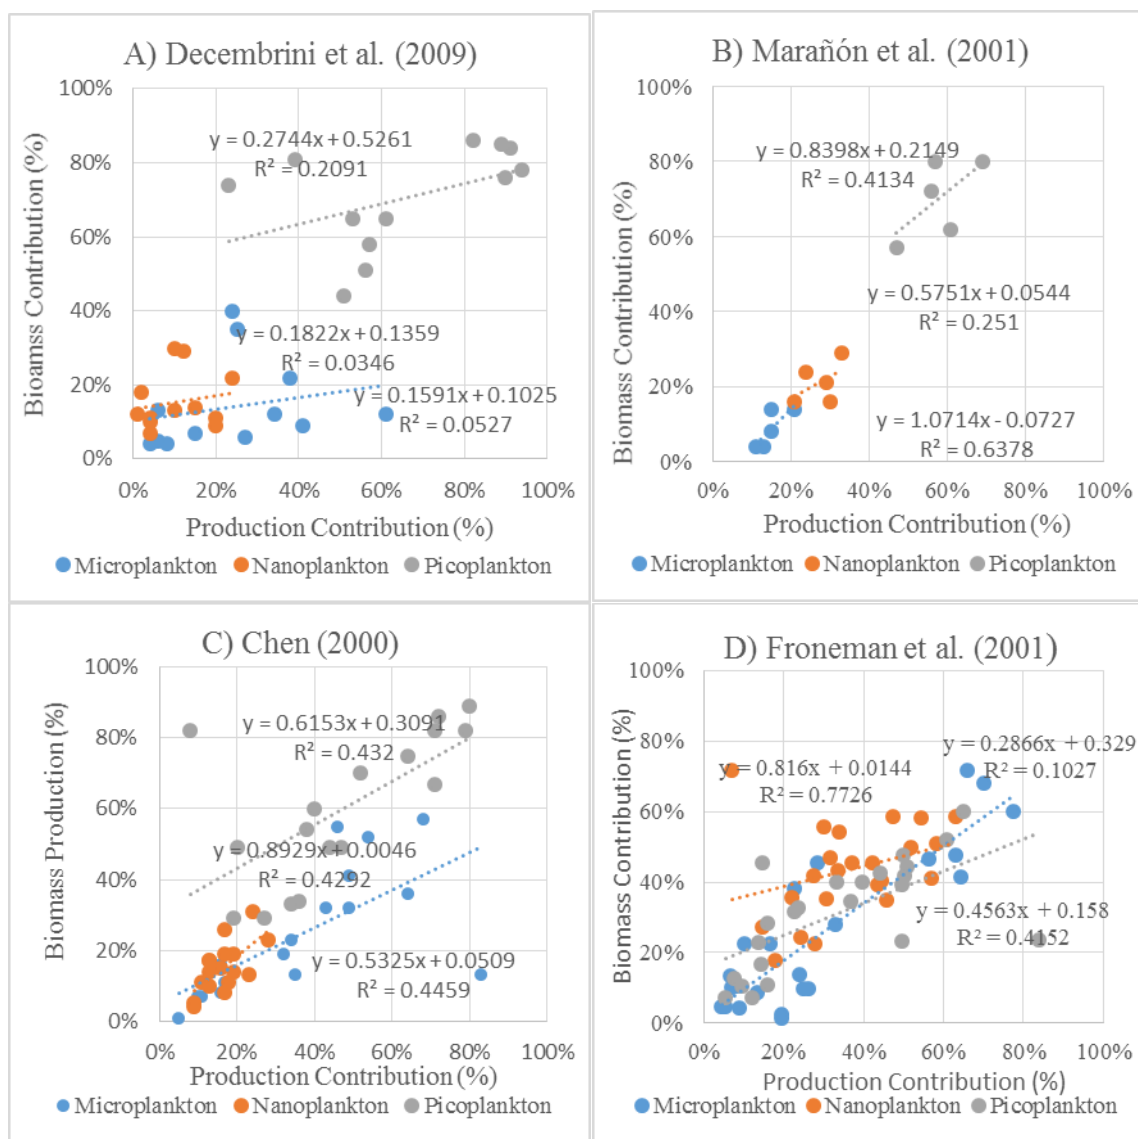 A) Decembrini et al. (2009)
Bioamss Contribution (%)
100%
80%
60%
40%
20%
0%
y = 0.2744x + 0.5261
R² = 0.2091
y = 0.1822x + 0.1359
R² = 0.0346
y = 0.1591x + 0.1025
R² = 0.0527
0% 20% 40% 60% 80% 100%
Production Contribution (%)
Microplankton Nanoplankton Picoplankton
B) Marañón et al. (2001)
Biomass Contribution (%)
100%
80%
60%
40%
20%
0%
y = 0.8398x + 0.2149
R² = 0.4134
y = 0.5751x + 0.0544
R² = 0.251
y = 1.0714x - 0.0727
R² = 0.6378
0% 20% 40% 60% 80% 100%
Production Contribution (%)
Microplankton Nanoplankton Picoplankton
C) Chen (2000)
Biomass Production (%)
100%
80%
60%
40%
20%
0%
y = 0.6153x + 0.3091
R² = 0.432
y = 0.8929x + 0.0046
R² = 0.4292
y = 0.5325x + 0.0509
R² = 0.4459
0% 20% 40% 60% 80% 100%
Production Contribution (%)
Microplankton Nanoplankton Picoplankton
D) Froneman et al. (2001)
Biomass Contribution (%)
100%
80%
60%
40%
20%
0%
y = 0.2866x + 0.329
R² = 0.1027
y = 0.816x + 0.0144
R² = 0.7726
y = 0.4563x + 0.158
R² = 0.4152
0% 20% 40% 60% 80% 100%
Production Contribution (%)
Microplankton Nanoplankton Picoplankton